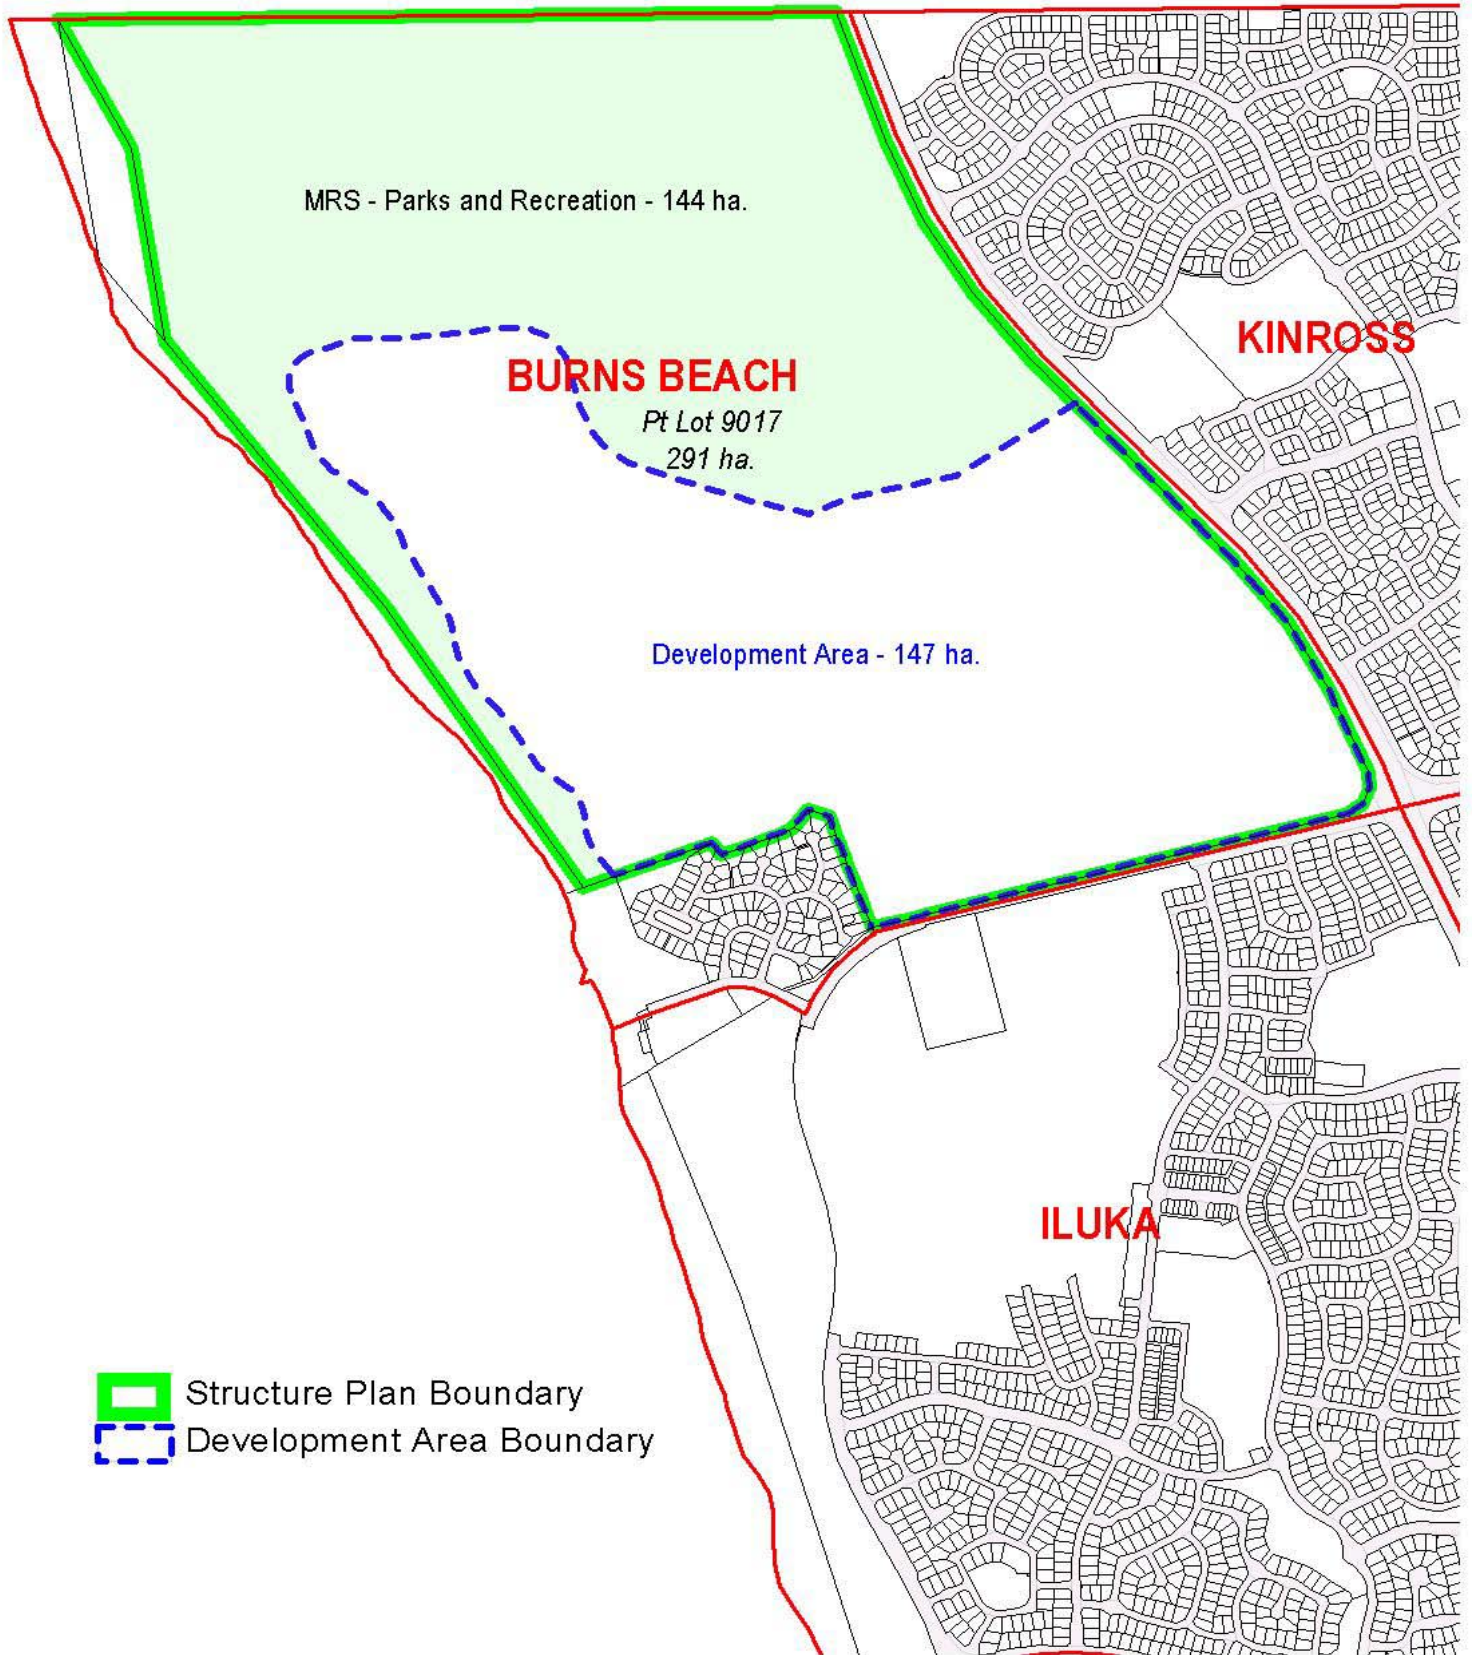 MRS - Parks and Recreation - 144 ha.
KINROSS
BURNS BEACH
Pt Lot 9017
291 ha.
Development Area - 147 ha.
ILUKA
Structure Plan Boundary
Development Area Boundary